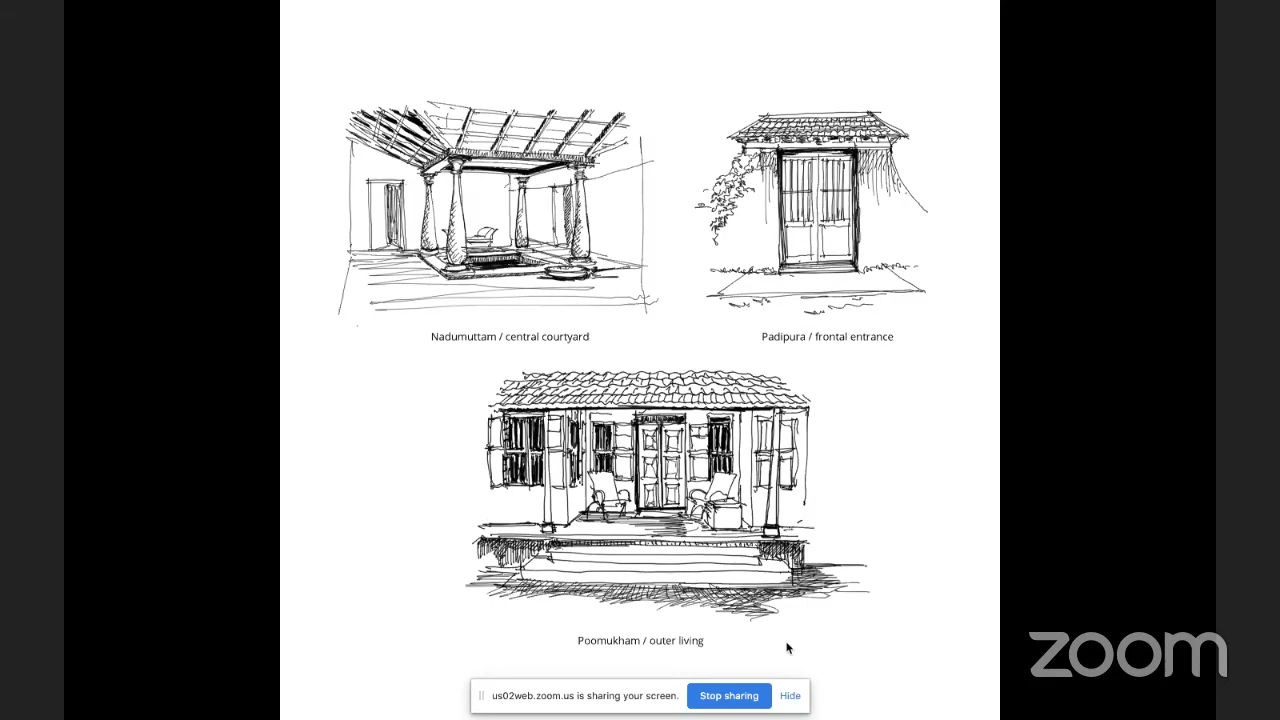 Nadumuttam / central courtyard
Padipura / frontal entrance
Poomukham / outer living
us02web.zoom.us is sharing your screen.
Stop sharing
Hide
zoom